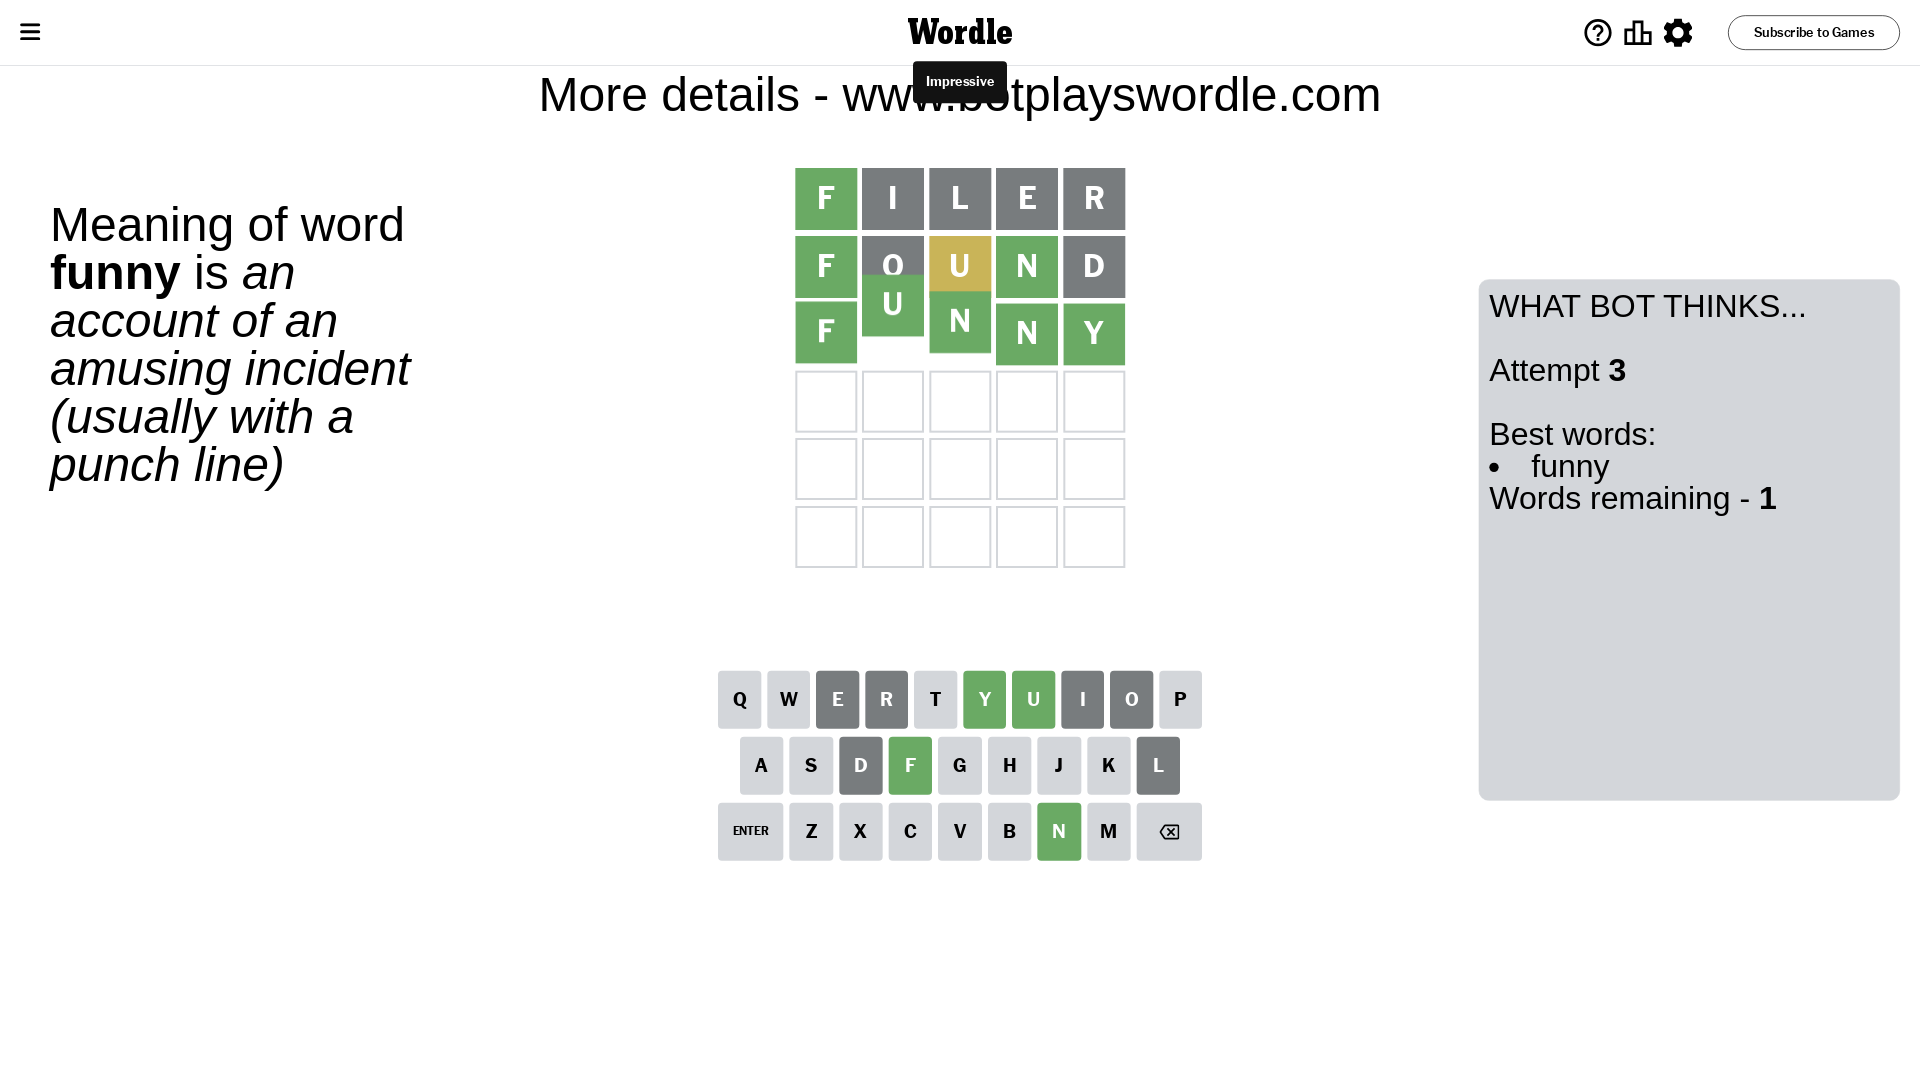 Wordle
Subscribe to Games
Impressive
More details - www.botplayswordle.com
Meaning of word
funny is an
account of an
amusing incident
(usually with a
punch line)
F I L E R
F O U N D
F U N N Y
WHAT BOT THINKS...
Attempt 3
Best words:
• funny
Words remaining - 1
Q W E R T Y U I O P
A S D F G H J K L
ENTER Z X C V B N M